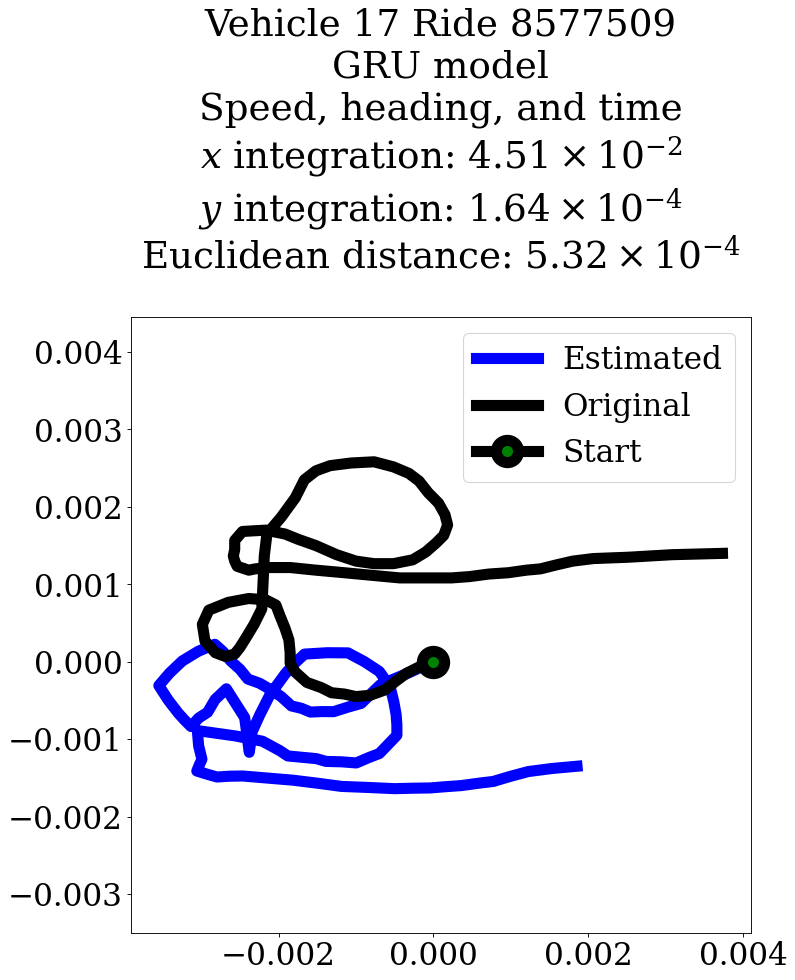 Vehicle 17 Ride 8577509
GRU model
Speed, heading, and time
x integration: 4.51 × 10⁻²
y integration: 1.64 × 10⁻⁴
Euclidean distance: 5.32 × 10⁻⁴
Estimated
Original
Start
0.004
0.003
0.002
0.001
0.000
−0.001
−0.002
−0.003
−0.002 0.000 0.002 0.004